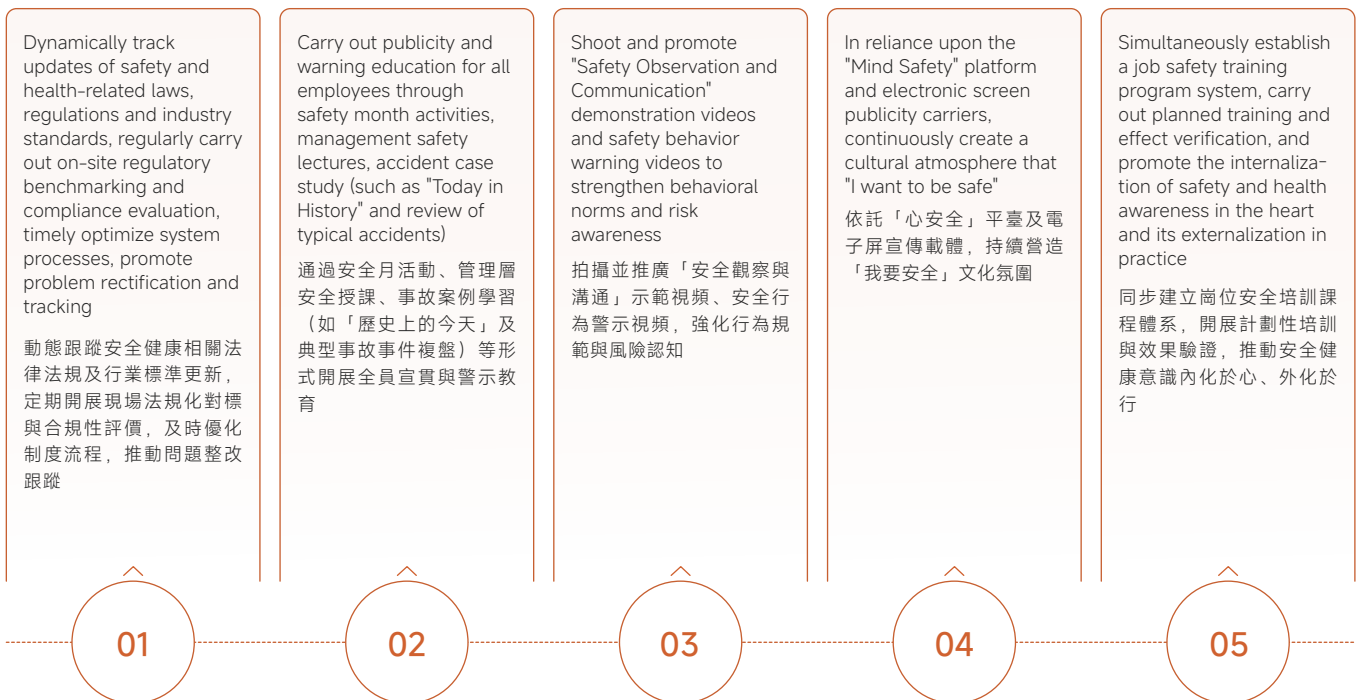 Dynamically track
updates of safety and
health-related laws,
regulations and industry
standards, regularly carry
out on-site regulatory
benchmarking and
compliance evaluation,
timely optimize system
processes, promote
problem rectification and
tracking
動態跟蹤安全健康相關法
律法規及行業標準更新，
定期開展現場法規化對標
與合規性評價，及時優化
制度流程，推動問題整改
跟蹤
01
Carry out publicity and
warning education for all
employees through
safety month activities,
management safety
lectures, accident case
study (such as "Today in
History" and review of
typical accidents)
通過安全月活動、管理層
安全授課、事故案例學習
（如「歷史上的今天」及
典型事故事件複盤）等形
式開展全員宣貫與警示教
育
02
Shoot and promote
"Safety Observation and
Communication"
demonstration videos
and safety behavior
warning videos to
strengthen behavioral
norms and risk
awareness
拍攝並推廣「安全觀察與
溝通」示範視頻、安全行
為警示視頻，強化行為規
範與風險認知
03
In reliance upon the
"Mind Safety" platform
and electronic screen
publicity carriers,
continuously create a
cultural atmosphere that
"I want to be safe"
依託「心安全」平臺及電
子屏宣傳載體，持續營造
「我要安全」文化氛圍
04
Simultaneously establish
a job safety training
program system, carry
out planned training and
effect verification, and
promote the internaliza-
tion of safety and health
awareness in the heart
and its externalization in
practice
同步建立崗位安全培訓課
程體系，開展計劃性培訓
與效果驗證，推動安全健
康意識內化於心、外化於
行
05